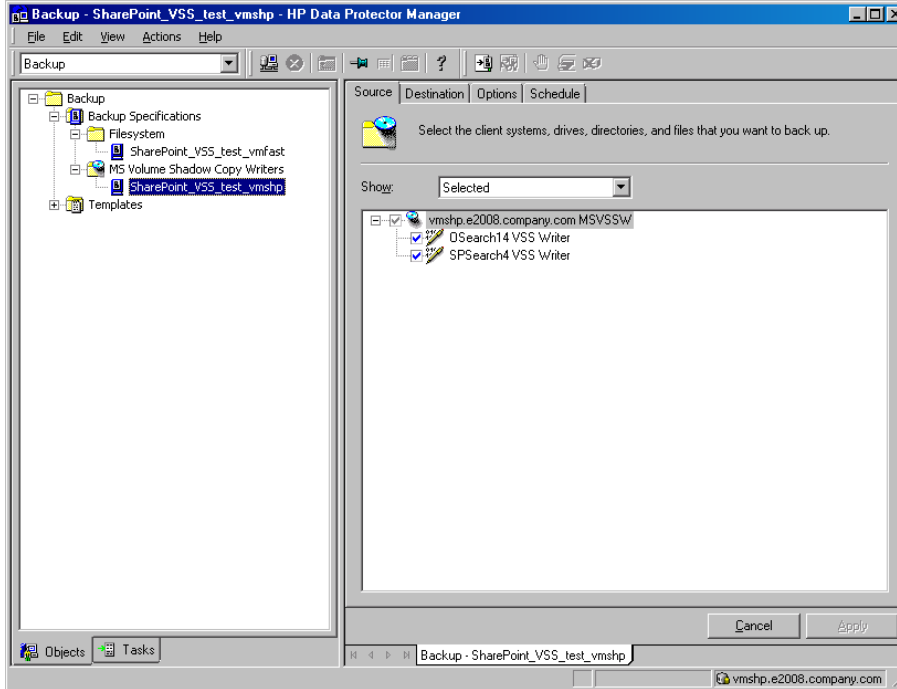 Backup - SharePoint_VSS_test_vmshp - HP Data Protector Manager
File Edit View Actions Help
Backup
Backup
Backup Specifications
Filesystem
SharePoint_VSS_test_vmfast
MS Volume Shadow Copy Writers
SharePoint_VSS_test_vmshp
Templates
Objects Tasks
Source Destination Options Schedule
Select the client systems, drives, directories, and files that you want to back up.
Show: Selected
vmshp.e2008.company.com MSVSSW
OSearch14 VSS Writer
SPSearch4 VSS Writer
Cancel Apply
Backup - SharePoint_VSS_test_vmshp
vmshp.e2008.company.com